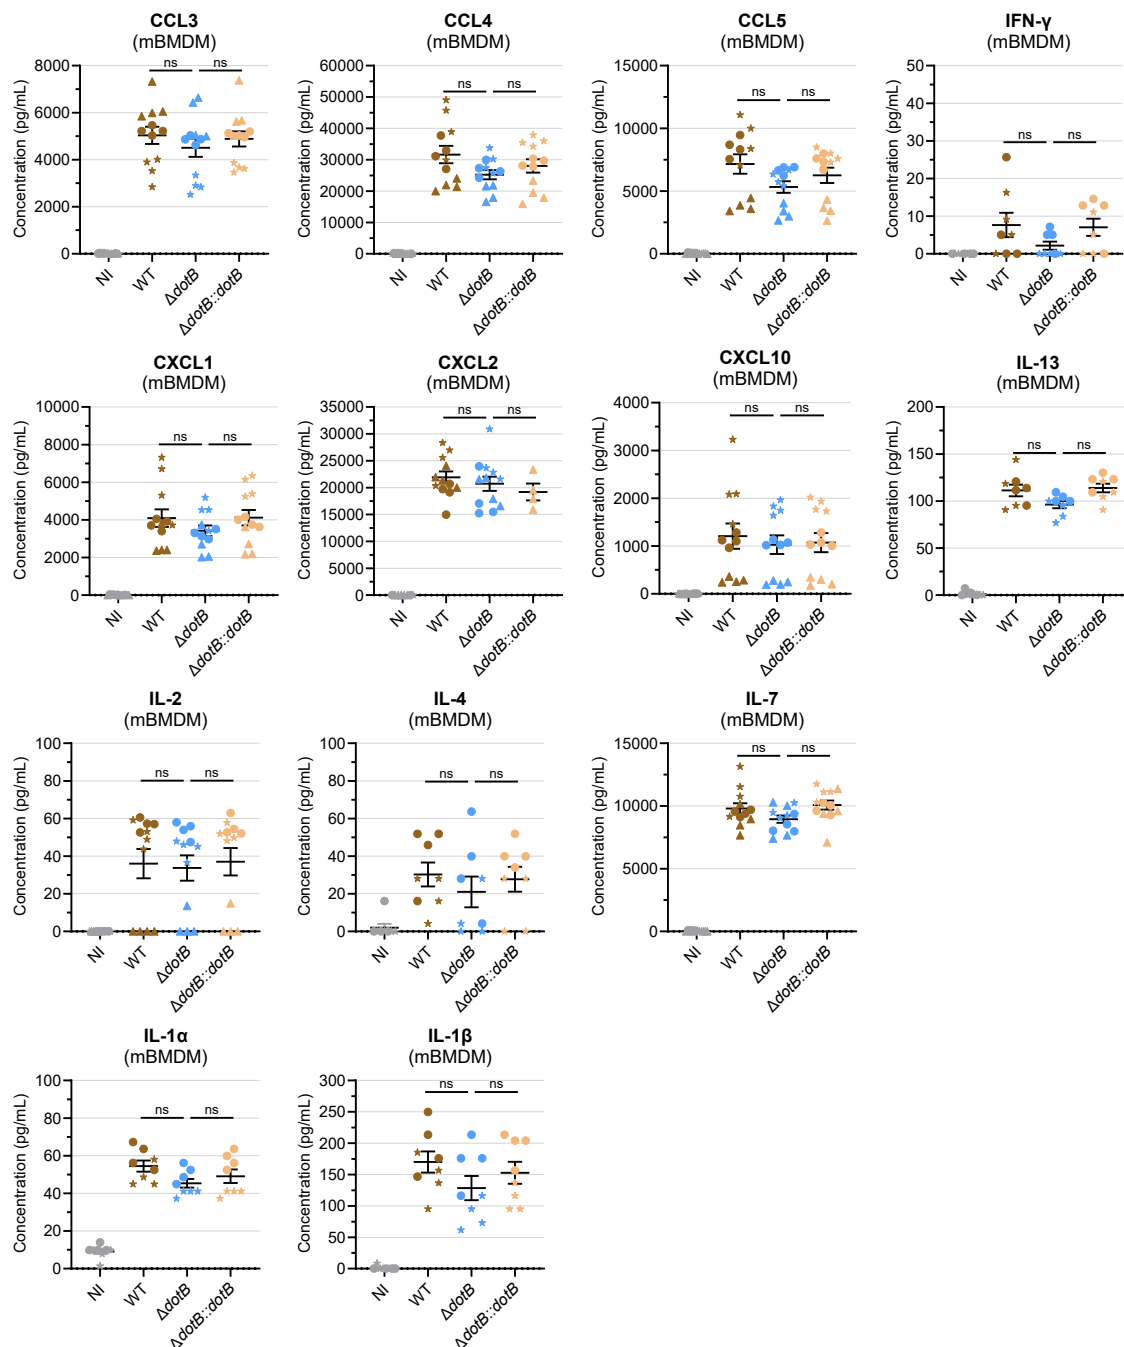 CCL3
(mBMDM)
Concentration (pg/mL)
8000
6000
4000
2000
0
ns ns
NI WT ΔdotB ΔdotB::dotB
CCL4
(mBMDM)
Concentration (pg/mL)
60000
50000
40000
30000
20000
10000
0
ns ns
NI WT ΔdotB ΔdotB::dotB
CCL5
(mBMDM)
Concentration (pg/mL)
15000
10000
5000
0
ns ns
NI WT ΔdotB ΔdotB::dotB
IFN-γ
(mBMDM)
Concentration (pg/mL)
50
40
30
20
10
0
ns ns
NI WT ΔdotB ΔdotB::dotB
CXCL1
(mBMDM)
Concentration (pg/mL)
10000
8000
6000
4000
2000
0
ns ns
NI WT ΔdotB ΔdotB::dotB
CXCL2
(mBMDM)
Concentration (pg/mL)
35000
30000
25000
20000
15000
10000
5000
0
ns ns
NI WT ΔdotB ΔdotB::dotB
CXCL10
(mBMDM)
Concentration (pg/mL)
4000
3000
2000
1000
0
ns ns
NI WT ΔdotB ΔdotB::dotB
IL-13
(mBMDM)
Concentration (pg/mL)
200
150
100
50
0
ns ns
NI WT ΔdotB ΔdotB::dotB
IL-2
(mBMDM)
Concentration (pg/mL)
100
80
60
40
20
0
ns ns
NI WT ΔdotB ΔdotB::dotB
IL-4
(mBMDM)
Concentration (pg/mL)
100
80
60
40
20
0
ns ns
NI WT ΔdotB ΔdotB::dotB
IL-7
(mBMDM)
Concentration (pg/mL)
15000
10000
5000
0
ns ns
NI WT ΔdotB ΔdotB::dotB
IL-1α
(mBMDM)
Concentration (pg/mL)
100
80
60
40
20
0
ns ns
NI WT ΔdotB ΔdotB::dotB
IL-1β
(mBMDM)
Concentration (pg/mL)
300
250
200
150
100
50
0
ns ns
NI WT ΔdotB ΔdotB::dotB